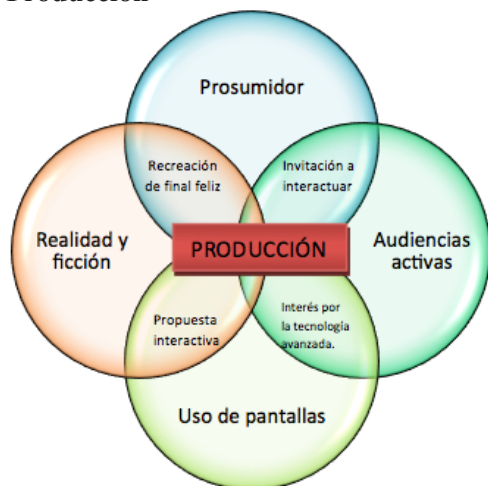 Producción
Prosumidor
Recreación
de final feliz
Invitación a
interactuar
Realidad y
ficción
PRODUCCIÓN
Audiencias
activas
Propuesta
interactiva
Interés por
la tecnología
avanzada.
Uso de pantallas